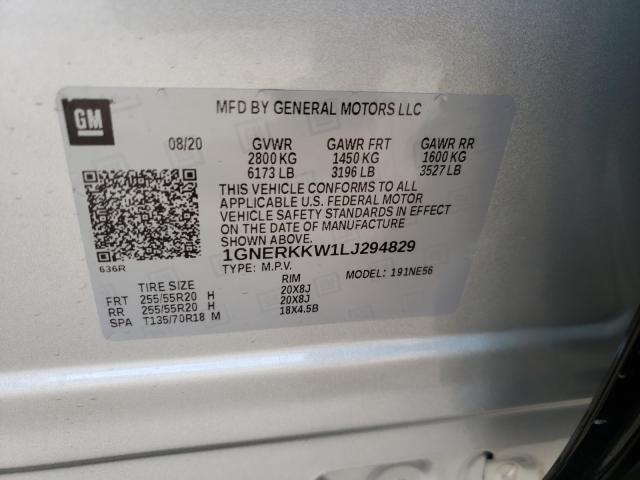 GM
MFD BY GENERAL MOTORS LLC
08/20 GVWR GAWR FRT GAWR RR
2800 KG 1450 KG 1600 KG
6173 LB 3196 LB 3527 LB
THIS VEHICLE CONFORMS TO ALL
APPLICABLE U.S. FEDERAL MOTOR
VEHICLE SAFETY STANDARDS IN EFFECT
ON THE DATE OF MANUFACTURE
SHOWN ABOVE.
636R
1GNERKKW1LJ294829
TYPE: M.P.V. MODEL: 191NE56
TIRE SIZE RIM
FRT 255/55R20 H 20X8J
RR 255/55R20 H 20X8J
SPA T135/70R18 M 18X4.5B